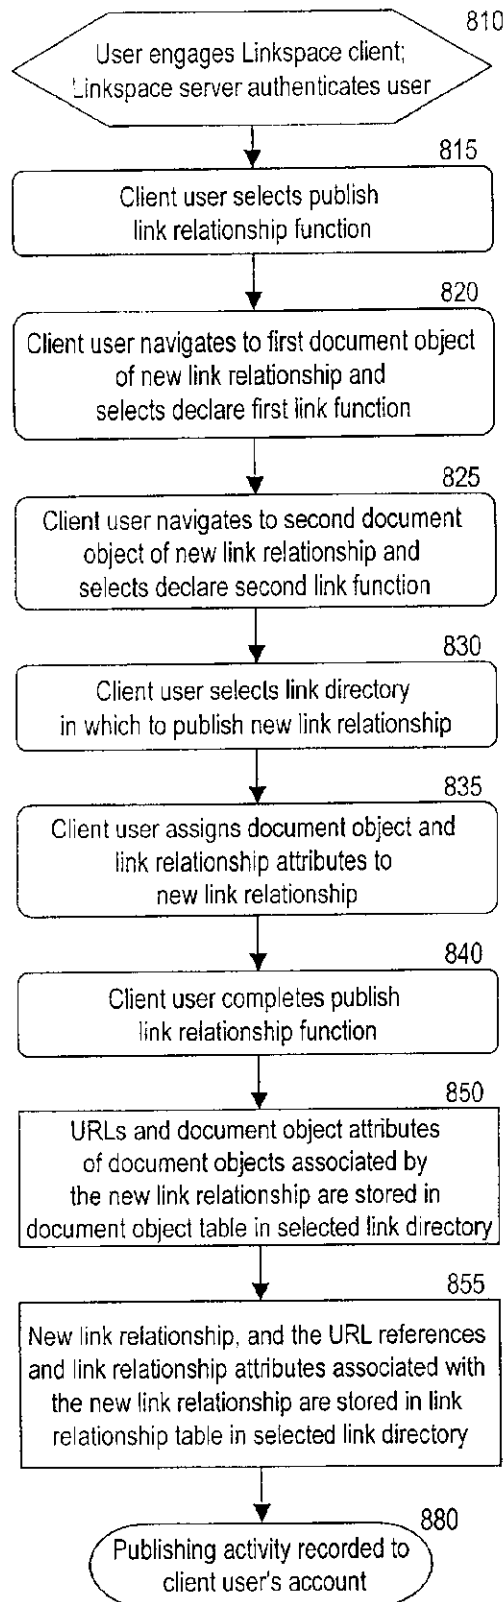 810
User engages Linkspace client;
Linkspace server authenticates user
815
Client user selects publish
link relationship function
820
Client user navigates to first document object
of new link relationship and
selects declare first link function
825
Client user navigates to second document
object of new link relationship and
selects declare second link function
830
Client user selects link directory
in which to publish new link relationship
835
Client user assigns document object and
link relationship attributes to
new link relationship
840
Client user completes publish
link relationship function
850
URLs and document object attributes
of document objects associated by
the new link relationship are stored in
document object table in selected link directory
855
New link relationship, and the URL references
and link relationship attributes associated with
the new link relationship are stored in link
relationship table in selected link directory
880
Publishing activity recorded to
client user's account